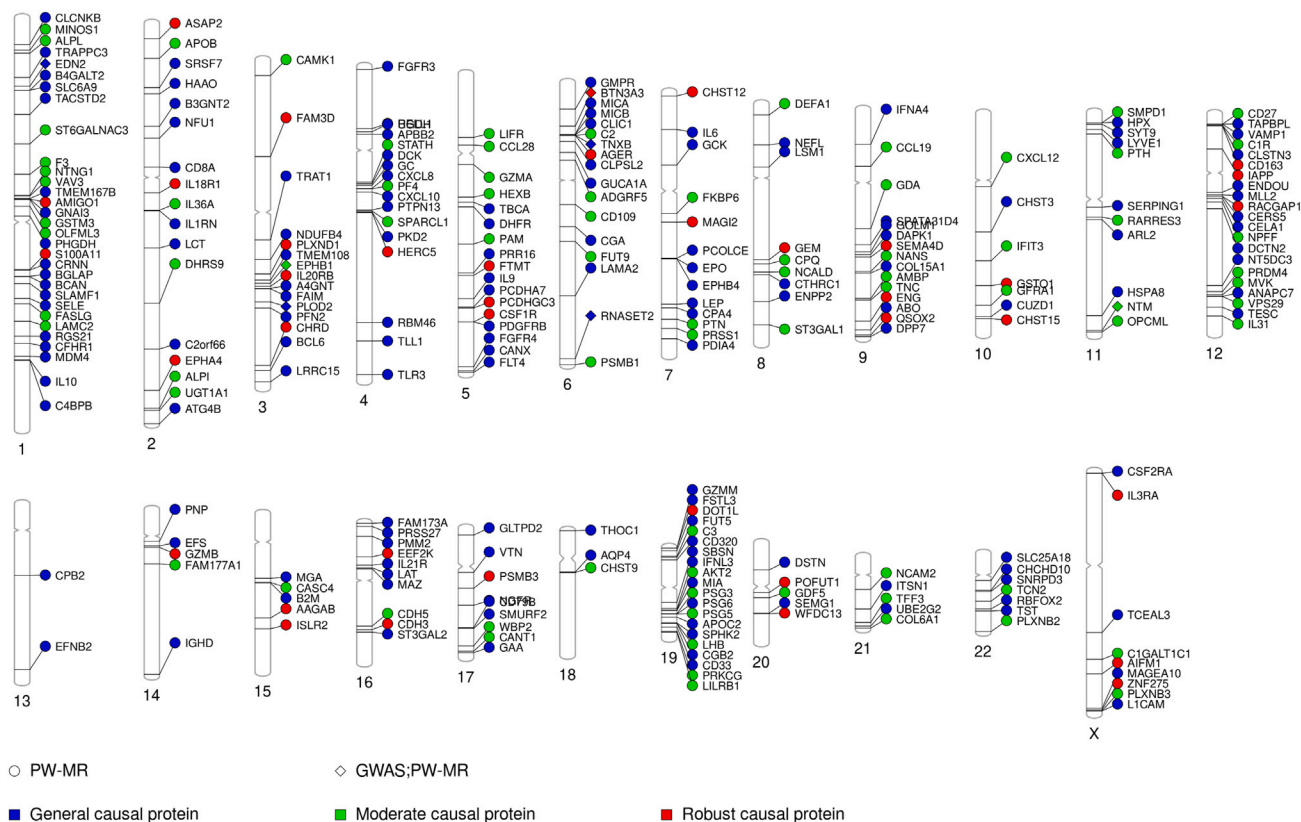 CLCNKB
MINOS1
ALPL
TRAPPC3
EDN2
B4GALT2
SLC6A9
TACSTD2
ST6GALNAC3
F3
NTNG1
VAV3
TMEM167B
AMIGO1
GNAI3
GSTM3
OLFML3
PHGDH
S100A11
CRNN
BGLAP
BCAN
SLAMF1
SELE
FASLG
LAMC2
RGS21
CFHR1
MDM4
IL10
C4BPB
1
ASAP2
APOB
SRSF7
HAAO
B3GNT2
NFU1
CD8A
IL18R1
IL36A
IL1RN
LCT
DHRS9
C2orf66
EPHA4
ALPI
UGT1A1
ATG4B
2
CAMK1
FAM3D
TRAT1
NDUFB4
PLXND1
TMEM108
EPHB1
IL20RB
A4GNT
FAIM
PLOD2
PFN2
CHRD
BCL6
LRRC15
3
FGFR3
APBB2
STATH
DCK
GC
CXCL8
PF4
CXCL10
PTPN13
SPARCL1
PKD2
HERC5
RBM46
TLL1
TLR3
4
LIFR
CCL28
GZMA
HEXB
TBCA
DHFR
PAM
PRR16
FTMT
IL9
PCDHA7
PCDHGC3
CSF1R
PDGFRB
FGFR4
CANX
FLT4
5
GMPR
BTN3A3
MICA
MICB
CLIC1
C2
TNXB
AGER
CLPSL2
GUCA1A
ADGRF5
CD109
CGA
FUT9
LAMA2
RNASET2
PSMB1
6
CHST12
IL6
GCK
FKBP6
MAGI2
PCOLCE
EPO
EPHB4
LEP
CPA4
PTN
PRSS1
PDIA4
7
DEFA1
NEFL
LSM1
GEM
CPQ
NCALD
CTHRC1
ENPP2
ST3GAL1
8
IFNA4
CCL19
GDA
SPATA31D4
GOLM1
DAPK1
SEMA4D
NANS
COL15A1
AMBP
TNC
ENG
ABO
QSOX2
DPP7
9
CXCL12
CHST3
IFIT3
GSTO1
GFRA1
CUZD1
CHST15
10
SMPD1
HPX
SYT9
LYVE1
PTH
SERPING1
RARRES3
ARL2
HSPA8
NTM
OPCML
11
CD27
TAPBPL
VAMP1
C1R
CLSTN3
CD163
IAPP
ENDOU
MLL2
RACGAP1
CERS5
CELA1
NPFF
DCTN2
NT5DC3
PRDM4
MVK
ANAPC7
VPS29
TESC
IL31
12
CPB2
EFNB2
13
PNP
EFS
GZMB
FAM177A1
IGHD
14
MGA
CASC4
B2M
AAGAB
ISLR2
15
FAM173A
PRSS27
PMM2
EEF2K
IL21R
LAT
MAZ
CDH5
CDH3
ST3GAL2
16
GLTPD2
VTN
PSMB3
SMURF2
WBP2
CANT1
GAA
17
THOC1
AQP4
CHST9
18
GZMM
FSTL3
DOT1L
FUT5
C3
CD320
SBSN
IFNL3
AKT2
MIA
PSG3
PSG6
PSG5
APOC2
SPHK2
LHB
CGB2
CD33
PRKCG
LILRB1
19
DSTN
POFUT1
GDF5
SEMG1
WFDC13
20
NCAM2
ITSN1
TFF3
UBE2G2
COL6A1
21
SLC25A18
CHCHD10
SNRPD3
TCN2
RBFOX2
TST
PLXNB2
22
CSF2RA
IL3RA
TCEAL3
C1GALT1C1
AIFM1
MAGEA10
ZNF275
PLXNB3
L1CAM
X
PW-MR
GWAS;PW-MR
General causal protein
Moderate causal protein
Robust causal protein